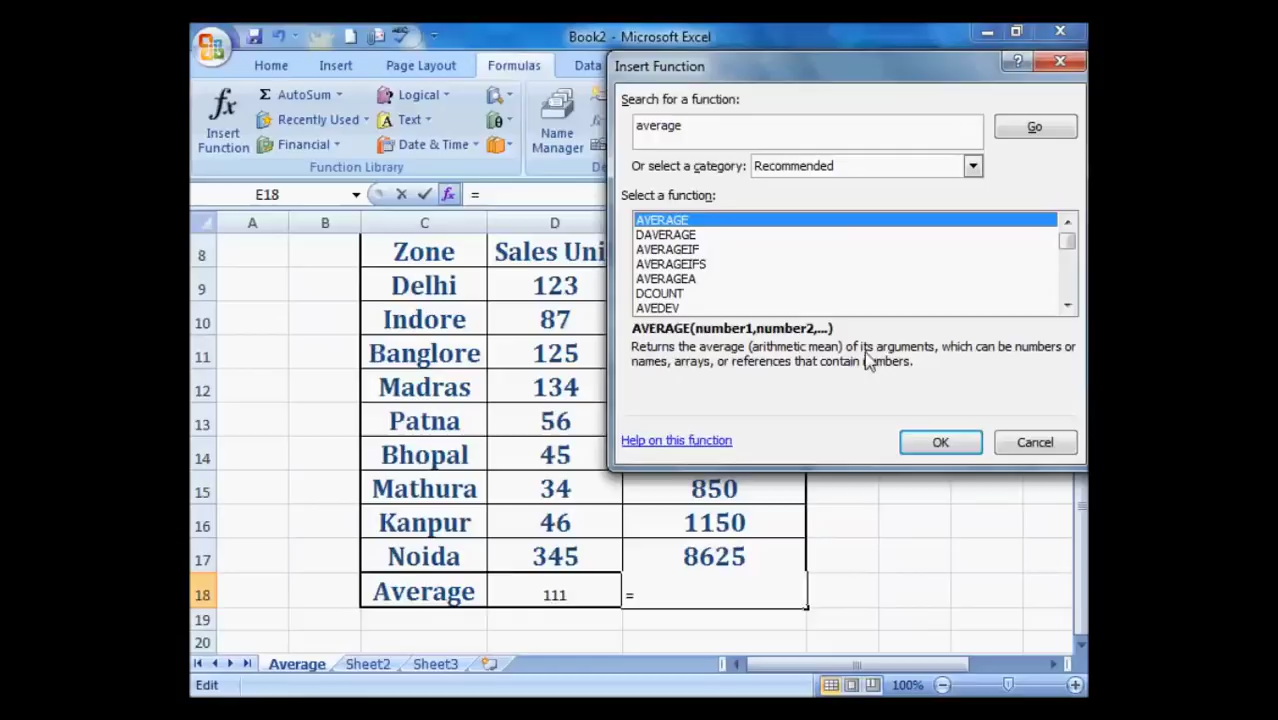 Book2 - Microsoft Excel
Home Insert Page Layout Formulas Data
Insert Function
Σ AutoSum
Recently Used
Financial
Logical
A Text
Date & Time
θ
Name Manager
Function Library
E18 fx =
A B C D
8 Zone Sales Uni
9 Delhi 123
10 Indore 87
11 Banglore 125
12 Madras 134
13 Patna 56
14 Bhopal 45
15 Mathura 34 850
16 Kanpur 46 1150
17 Noida 345 8625
18 Average 111 =
19
20
Insert Function
Search for a function:
average
Go
Or select a category: Recommended
Select a function:
AVERAGE
DAVERAGE
AVERAGEIF
AVERAGEIFS
AVERAGEA
DCOUNT
AVEDEV
AVERAGE(number1,number2,...)
Returns the average (arithmetic mean) of its arguments, which can be numbers or
names, arrays, or references that contain numbers.
Help on this function
OK Cancel
Average Sheet2 Sheet3
Edit 100%